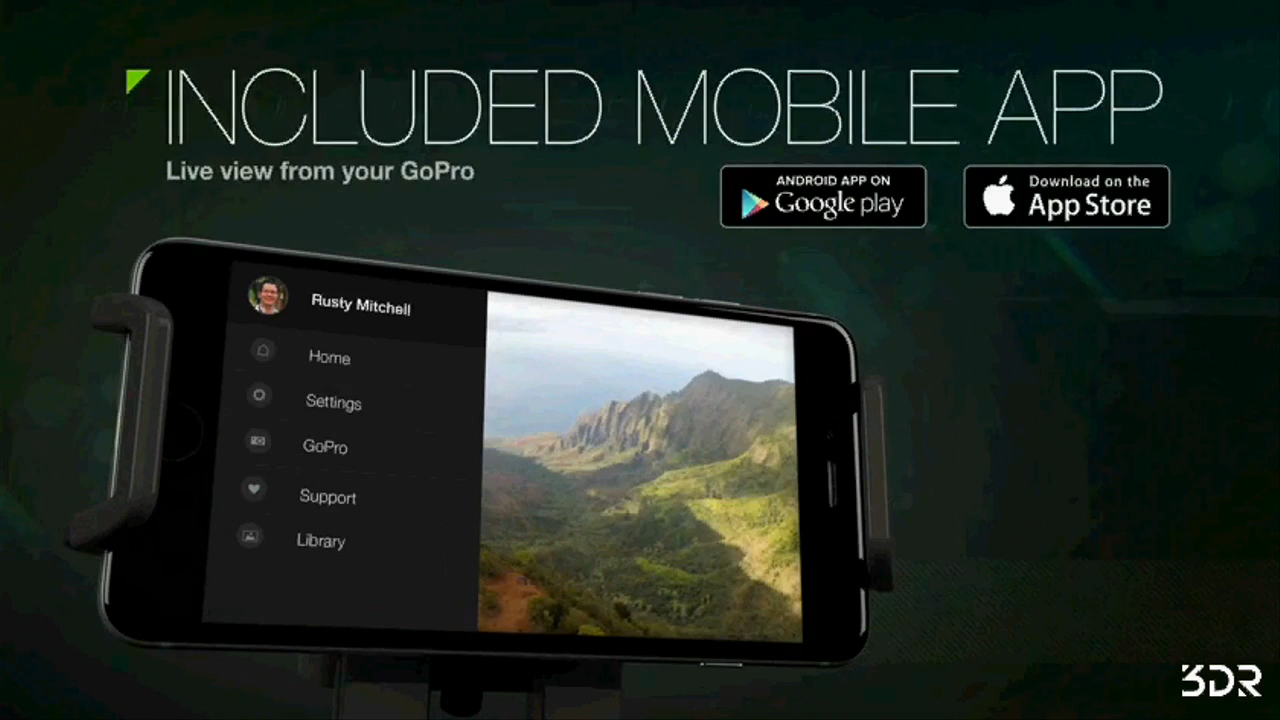 INCLUDED MOBILE APP
Live view from your GoPro
ANDROID APP ON
Google play
Download on the
App Store
Rusty Mitchell
Home
Settings
GoPro
Support
Library
3DR